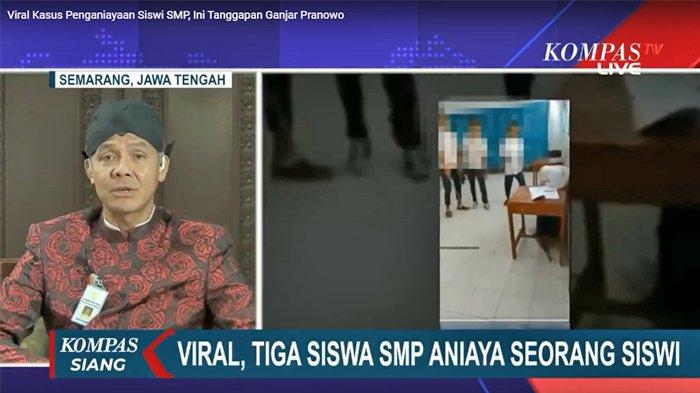 Viral Kasus Penganiayaan Siswi SMP, Ini Tanggapan Ganjar Pranowo
KOMPAS TV
LIVE
SEMARANG, JAWA TENGAH
KOMPAS
SIANG
VIRAL, TIGA SISWA SMP ANIAYA SEORANG SISWI